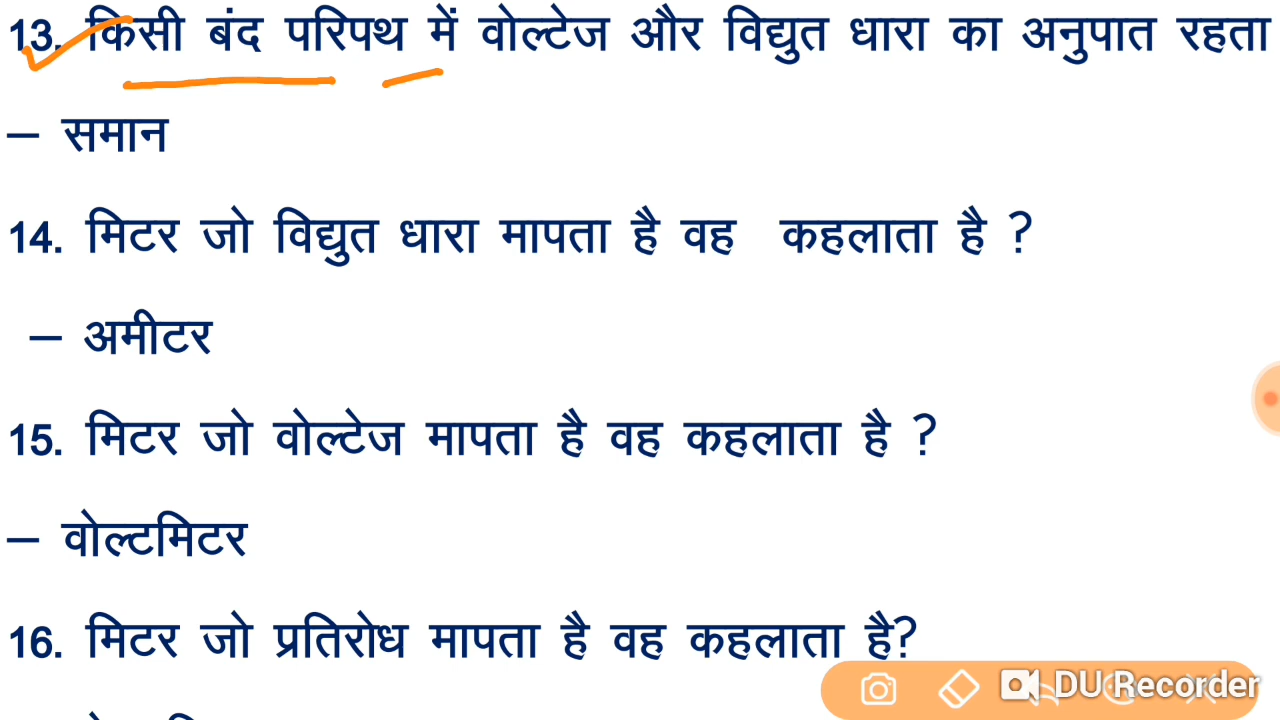 13. किसी बंद परिपथ में वोल्टेज और विद्युत धारा का अनुपात रहता
– समान
14. मिटर जो विद्युत धारा मापता है वह कहलाता है ?
– अमीटर
15. मिटर जो वोल्टेज मापता है वह कहलाता है ?
– वोल्टमिटर
16. मिटर जो प्रतिरोध मापता है वह कहलाता है?
DU Recorder